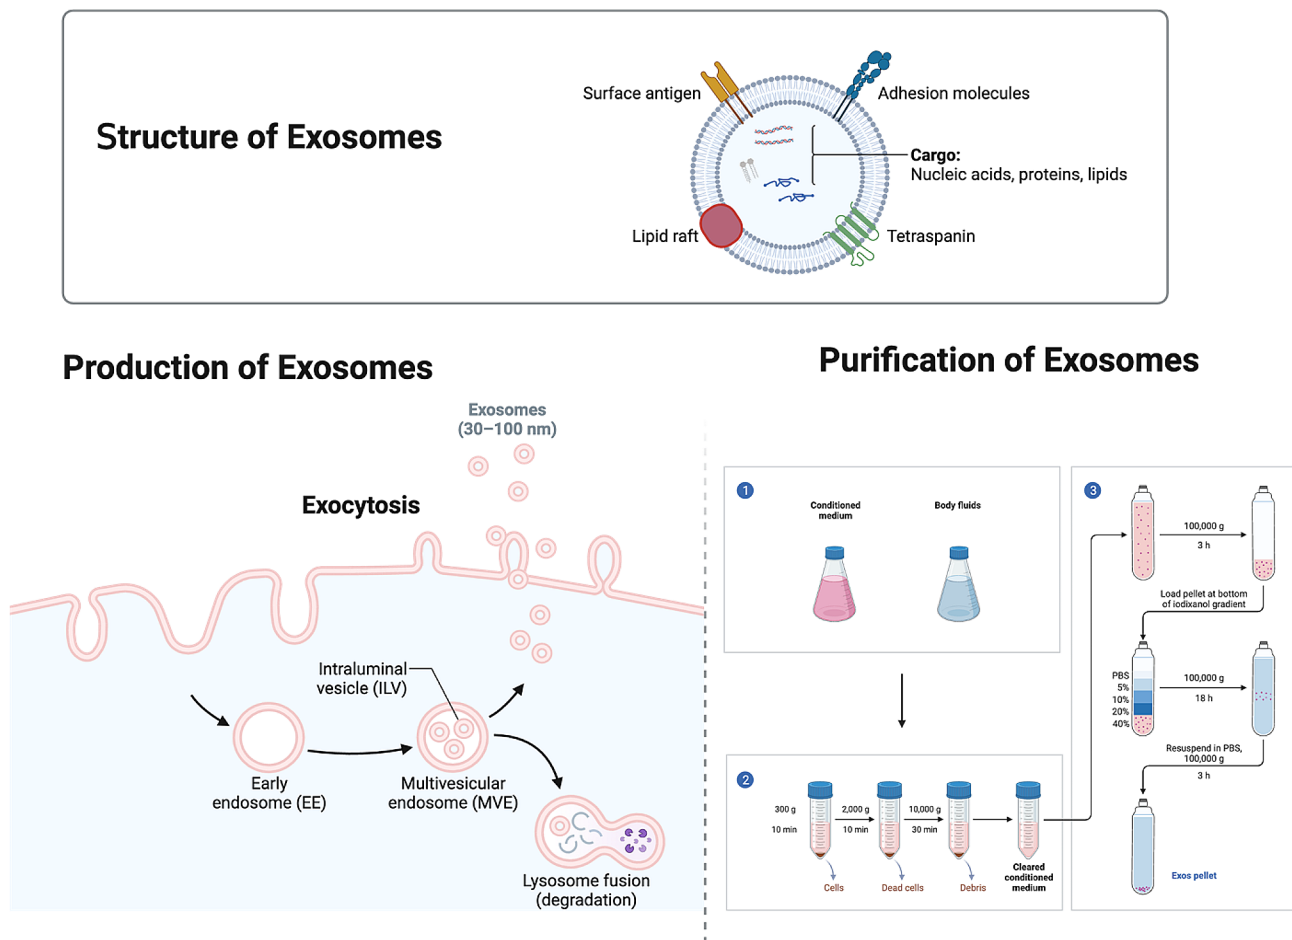 Structure of Exosomes
Surface antigen
Adhesion molecules
Cargo:
Nucleic acids, proteins, lipids
Lipid raft
Tetraspanin
Production of Exosomes
Exosomes
(30–100 nm)
Exocytosis
Intraluminal
vesicle (ILV)
Early
endosome (EE)
Multivesicular
endosome (MVE)
Lysosome fusion
(degradation)
Purification of Exosomes
1
Conditioned
medium
Body fluids
2
300 g
10 min
2,000 g
10 min
10,000 g
30 min
Cells
Dead cells
Debris
Cleared
conditioned
medium
3
100,000 g
3 h
Load pellet at bottom
of iodixanol gradient
PBS
5%
10%
20%
40%
100,000 g
18 h
Resuspend in PBS,
100,000 g
3 h
Exos pellet